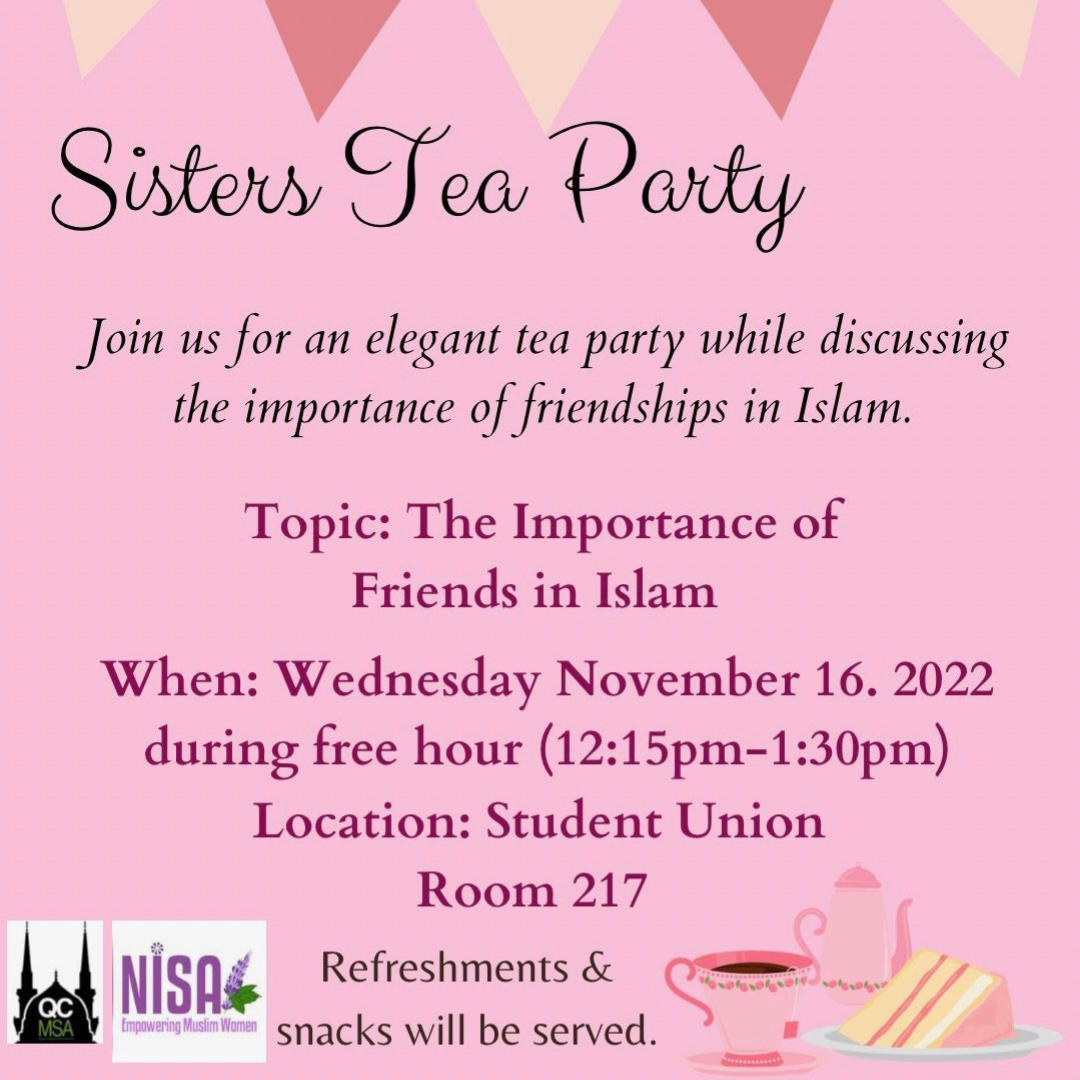 Sisters Tea Party
Join us for an elegant tea party while discussing
the importance of friendships in Islam.
Topic: The Importance of
Friends in Islam
When: Wednesday November 16. 2022
during free hour (12:15pm-1:30pm)
Location: Student Union
Room 217
QC
MSA
NISA
Empowering Muslim Women
Refreshments &
snacks will be served.